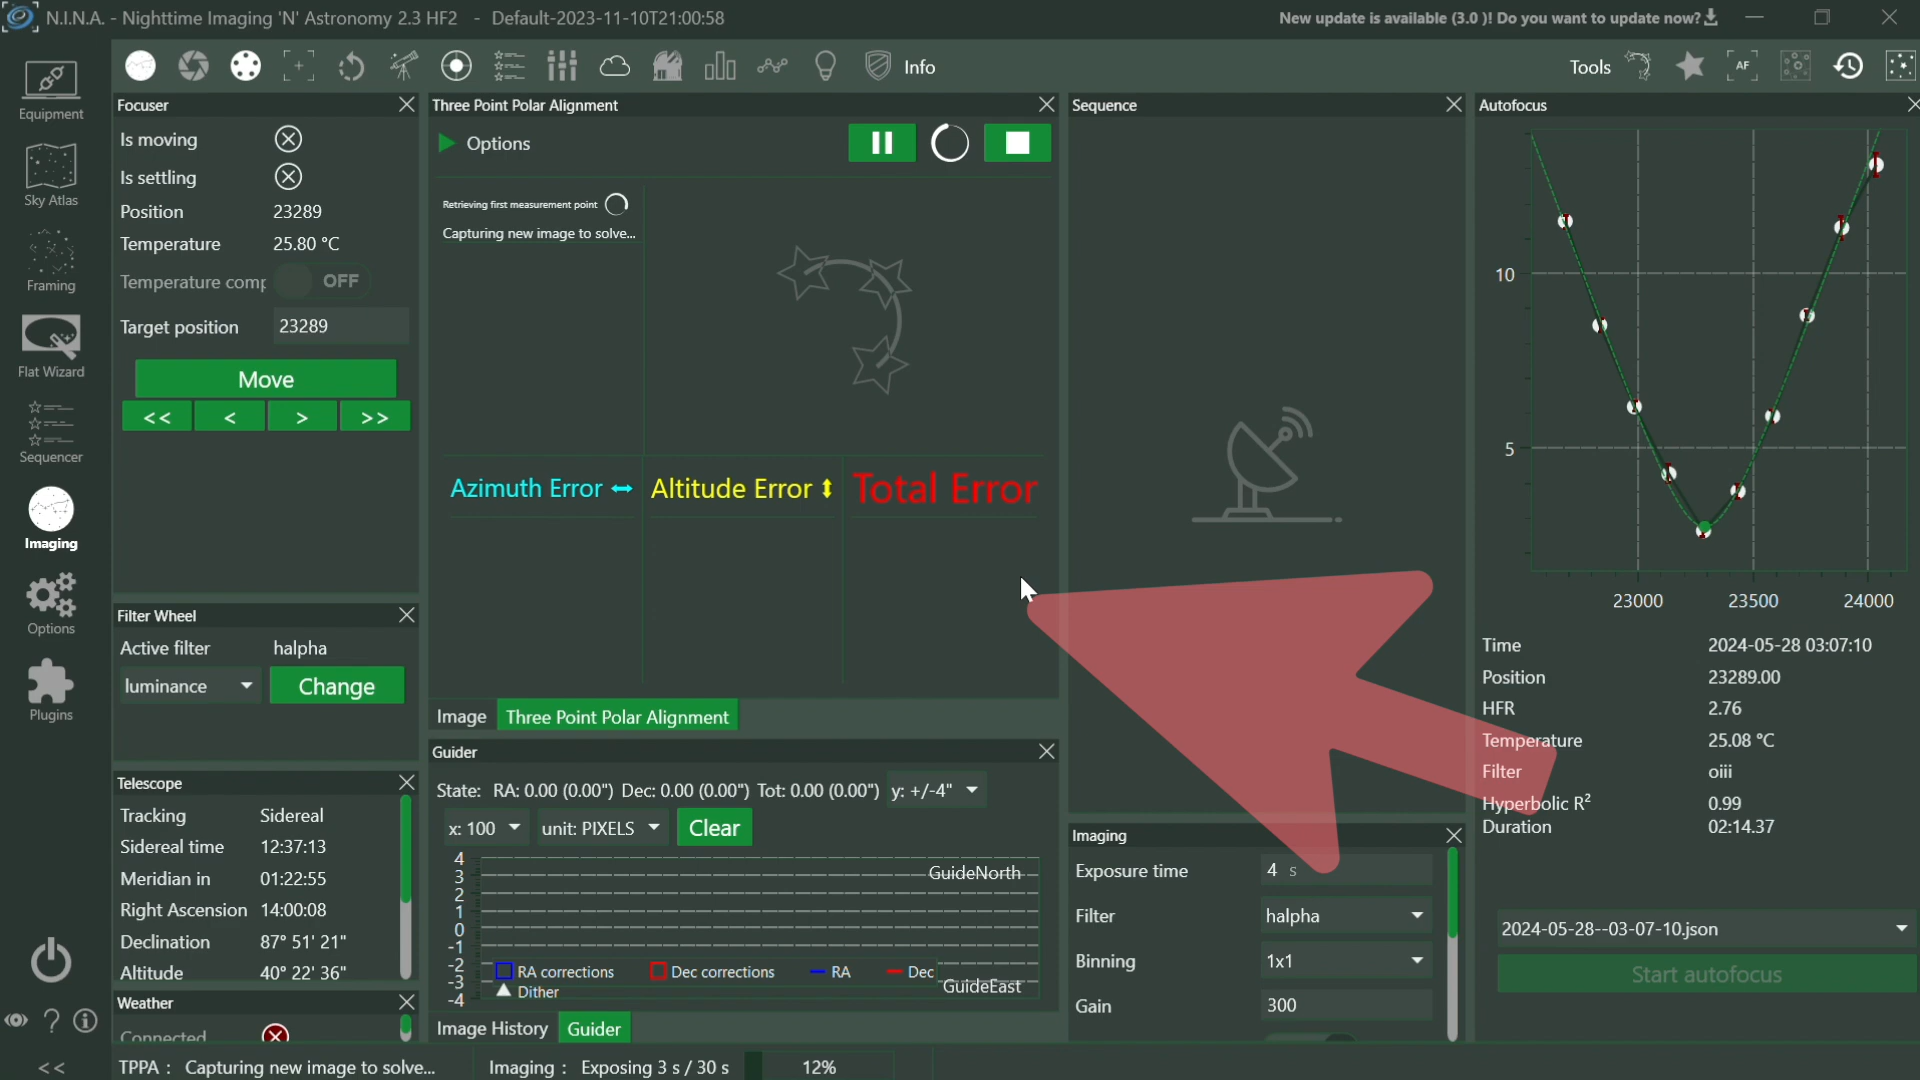 N.I.N.A. - Nighttime Imaging 'N' Astronomy 2.3 HF2 - Default-2023-11-10T21:00:58
New update is available (3.0 )! Do you want to update now?
Info
Tools
AF
Equipment
Sky Atlas
Framing
Flat Wizard
Sequencer
Imaging
Options
Plugins
<<
Focuser
Is moving
Is settling
Position 23289
Temperature 25.80 °C
Temperature comp OFF
Target position 23289
Move
<< < > >>
Filter Wheel
Active filter halpha
luminance Change
Telescope
Tracking Sidereal
Sidereal time 12:37:13
Meridian in 01:22:55
Right Ascension 14:00:08
Declination 87° 51' 21"
Altitude 40° 22' 36"
Weather
Connected
Three Point Polar Alignment
Options
Retrieving first measurement point
Capturing new image to solve...
Azimuth Error ↔ Altitude Error ↕ Total Error
Image Three Point Polar Alignment
Guider
State: RA: 0.00 (0.00") Dec: 0.00 (0.00") Tot: 0.00 (0.00") y: +/-4"
x: 100 unit: PIXELS Clear
4
3
2
1
0
-1
-2
-3
-4
GuideNorth
RA corrections Dec corrections RA Dec
Dither
GuideEast
Image History Guider
Sequence
Imaging
Exposure time 4 s
Filter halpha
Binning 1x1
Gain 300
Autofocus
10
5
23000 23500 24000
Time 2024-05-28 03:07:10
Position 23289.00
HFR 2.76
Temperature 25.08 °C
Filter oiii
Hyperbolic R² 0.99
Duration 02:14.37
2024-05-28--03-07-10.json
Start autofocus
TPPA : Capturing new image to solve... Imaging : Exposing 3 s / 30 s 12%